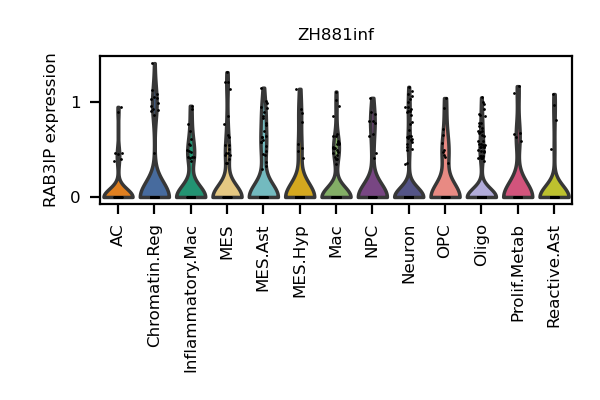 ZH881inf
RAB3IP expression
1
0
AC
Chromatin.Reg
Inflammatory.Mac
MES
MES.Ast
MES.Hyp
Mac
NPC
Neuron
OPC
Oligo
Prolif.Metab
Reactive.Ast